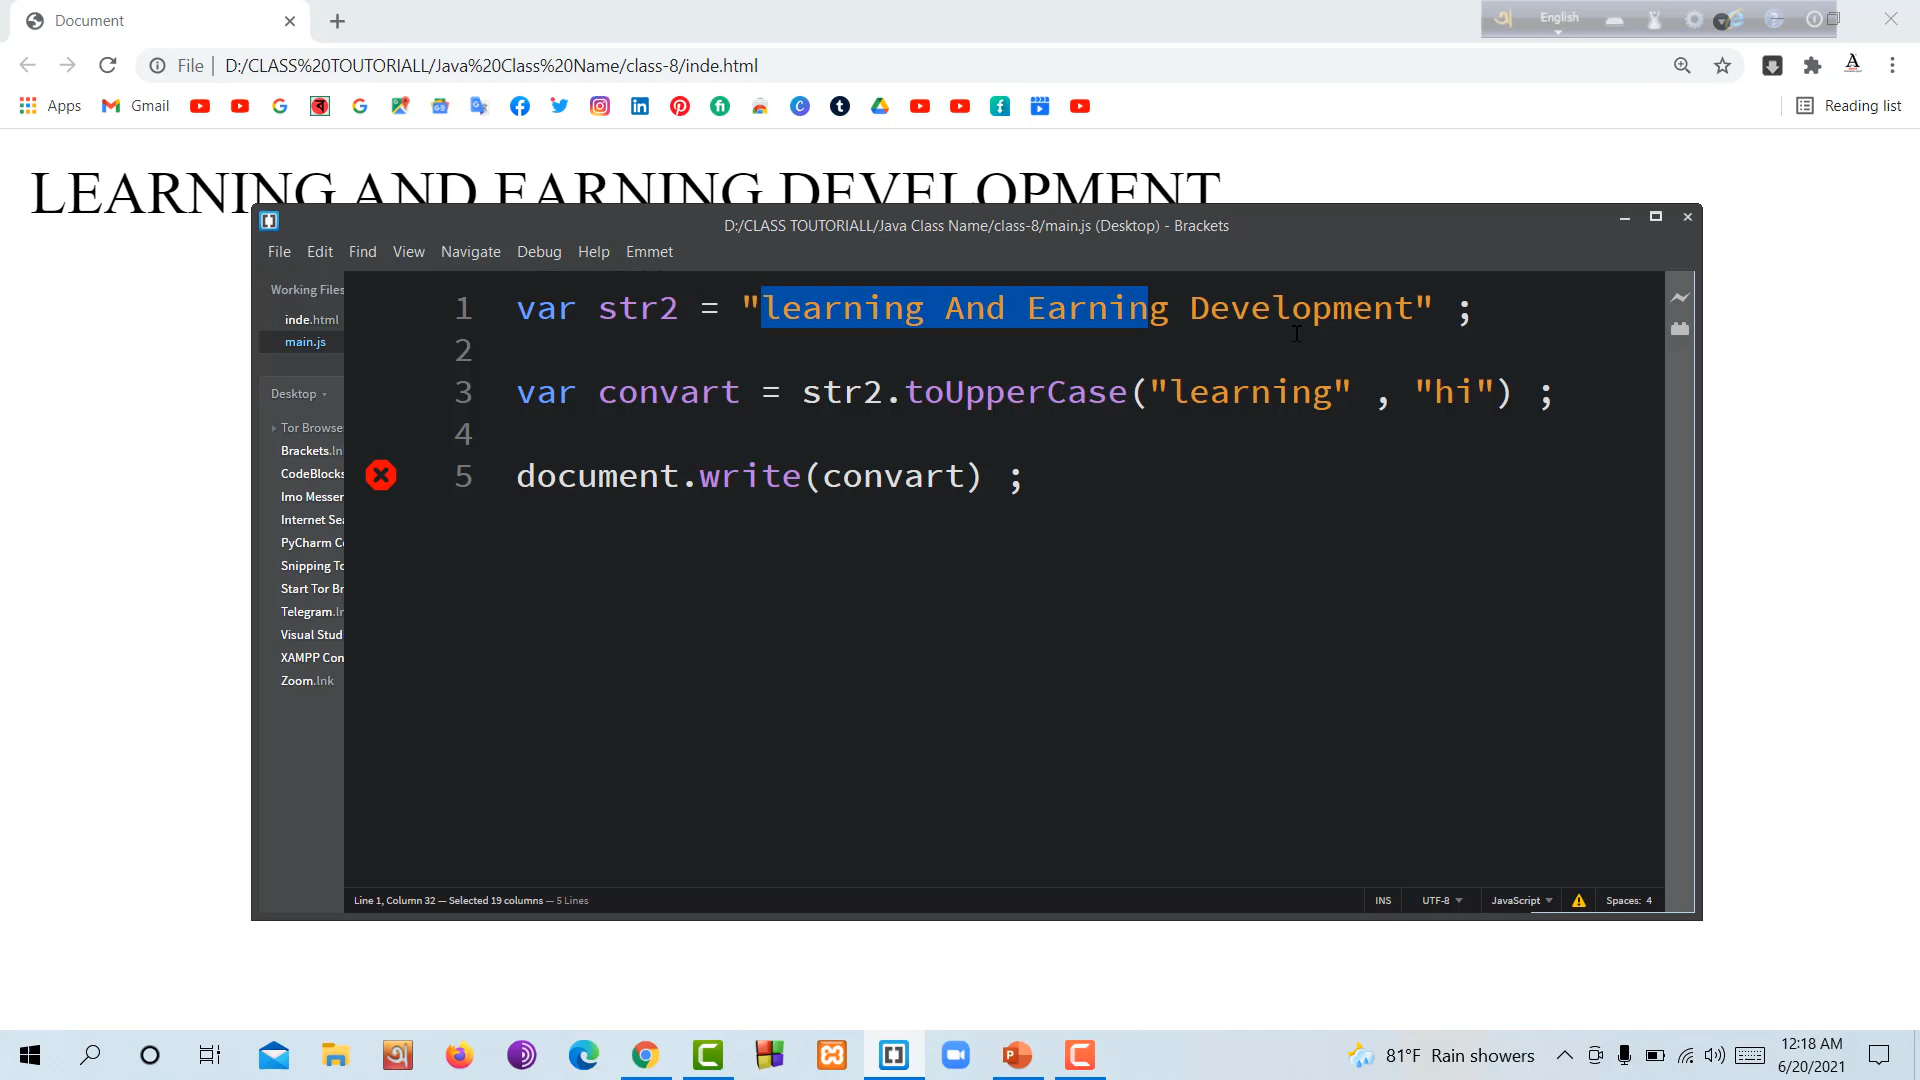 Document
English
File
D:/CLASS%20TOUTORIALL/Java%20Class%20Name/class-8/inde.html
Apps
Gmail
Reading list
LEARNING AND EARNING DEVELOPMENT
D:/CLASS TOUTORIALL/Java Class Name/class-8/main.js (Desktop) - Brackets
File Edit Find View Navigate Debug Help Emmet
Working Files
inde.html
main.js
Desktop
Tor Browse
Brackets.ln
CodeBlocks
Imo Messen
Internet Sea
PyCharm Co
Snipping To
Start Tor Br
Telegram.ln
Visual Stud
XAMPP Con
Zoom.lnk
1 var str2 = "learning And Earning Development" ;
2
3 var convart = str2.toUpperCase("learning" , "hi") ;
4
5 document.write(convart) ;
Line 1, Column 32 — Selected 19 columns — 5 Lines
INS
UTF-8
JavaScript
Spaces: 4
81°F Rain showers
12:18 AM
6/20/2021